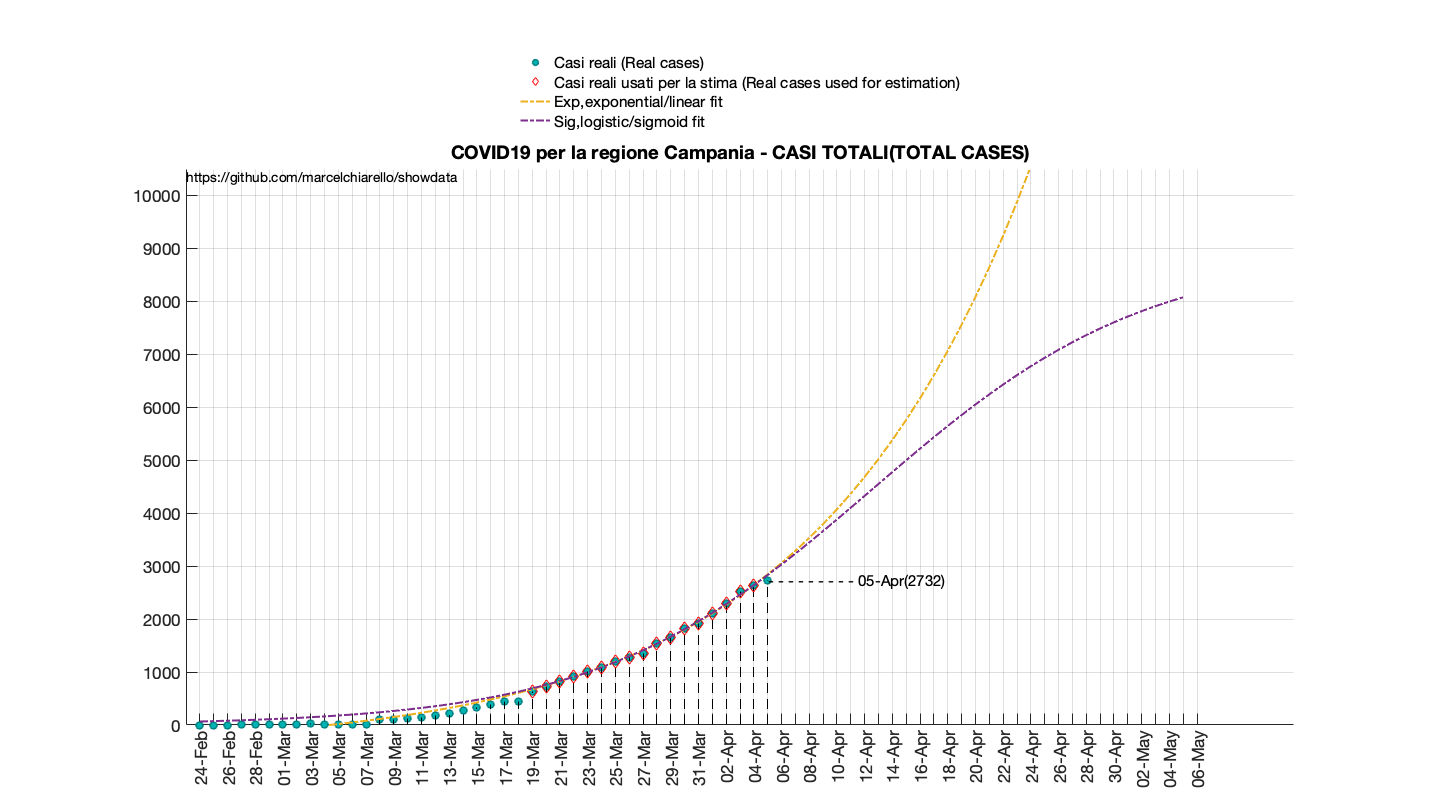 Casi reali (Real cases)
Casi reali usati per la stima (Real cases used for estimation)
Exp,exponential/linear fit
Sig,logistic/sigmoid fit
COVID19 per la regione Campania - CASI TOTALI(TOTAL CASES)
https://github.com/marcelchiarello/showdata
10000
9000
8000
7000
6000
5000
4000
3000
2000
1000
0
05-Apr(2732)
24-Feb
26-Feb
28-Feb
01-Mar
03-Mar
05-Mar
07-Mar
09-Mar
11-Mar
13-Mar
15-Mar
17-Mar
19-Mar
21-Mar
23-Mar
25-Mar
27-Mar
29-Mar
31-Mar
02-Apr
04-Apr
06-Apr
08-Apr
10-Apr
12-Apr
14-Apr
16-Apr
18-Apr
20-Apr
22-Apr
24-Apr
26-Apr
28-Apr
30-Apr
02-May
04-May
06-May